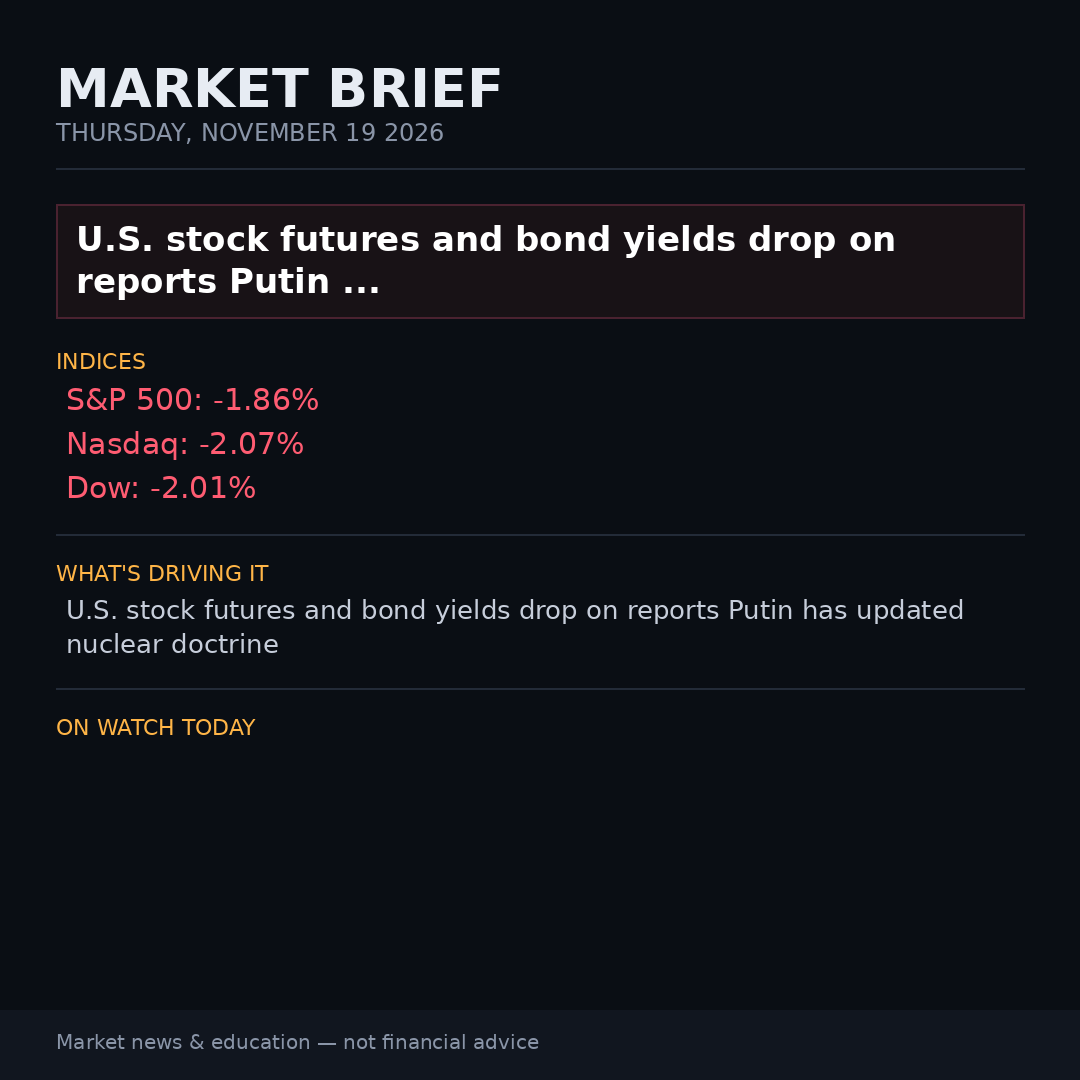 MARKET BRIEF
THURSDAY, NOVEMBER 19 2026
U.S. stock futures and bond yields drop on
reports Putin ...
INDICES
S&P 500: -1.86%
Nasdaq: -2.07%
Dow: -2.01%
WHAT'S DRIVING IT
U.S. stock futures and bond yields drop on reports Putin has updated
nuclear doctrine
ON WATCH TODAY
Market news & education — not financial advice